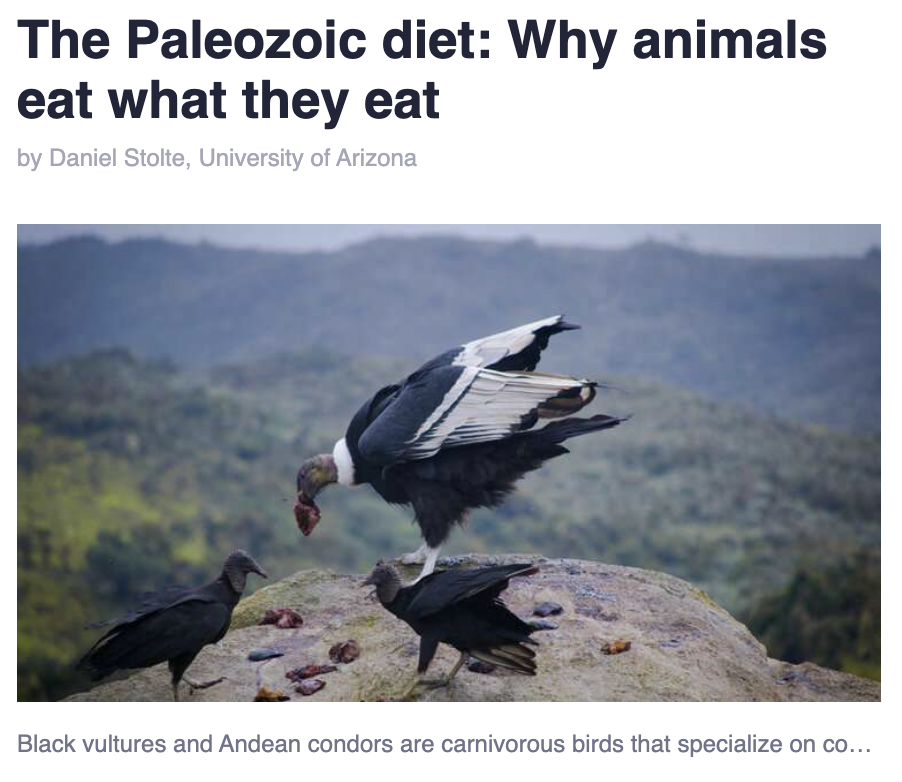 The Paleozoic diet: Why animals
eat what they eat
by Daniel Stolte, University of Arizona
Black vultures and Andean condors are carnivorous birds that specialize on co...